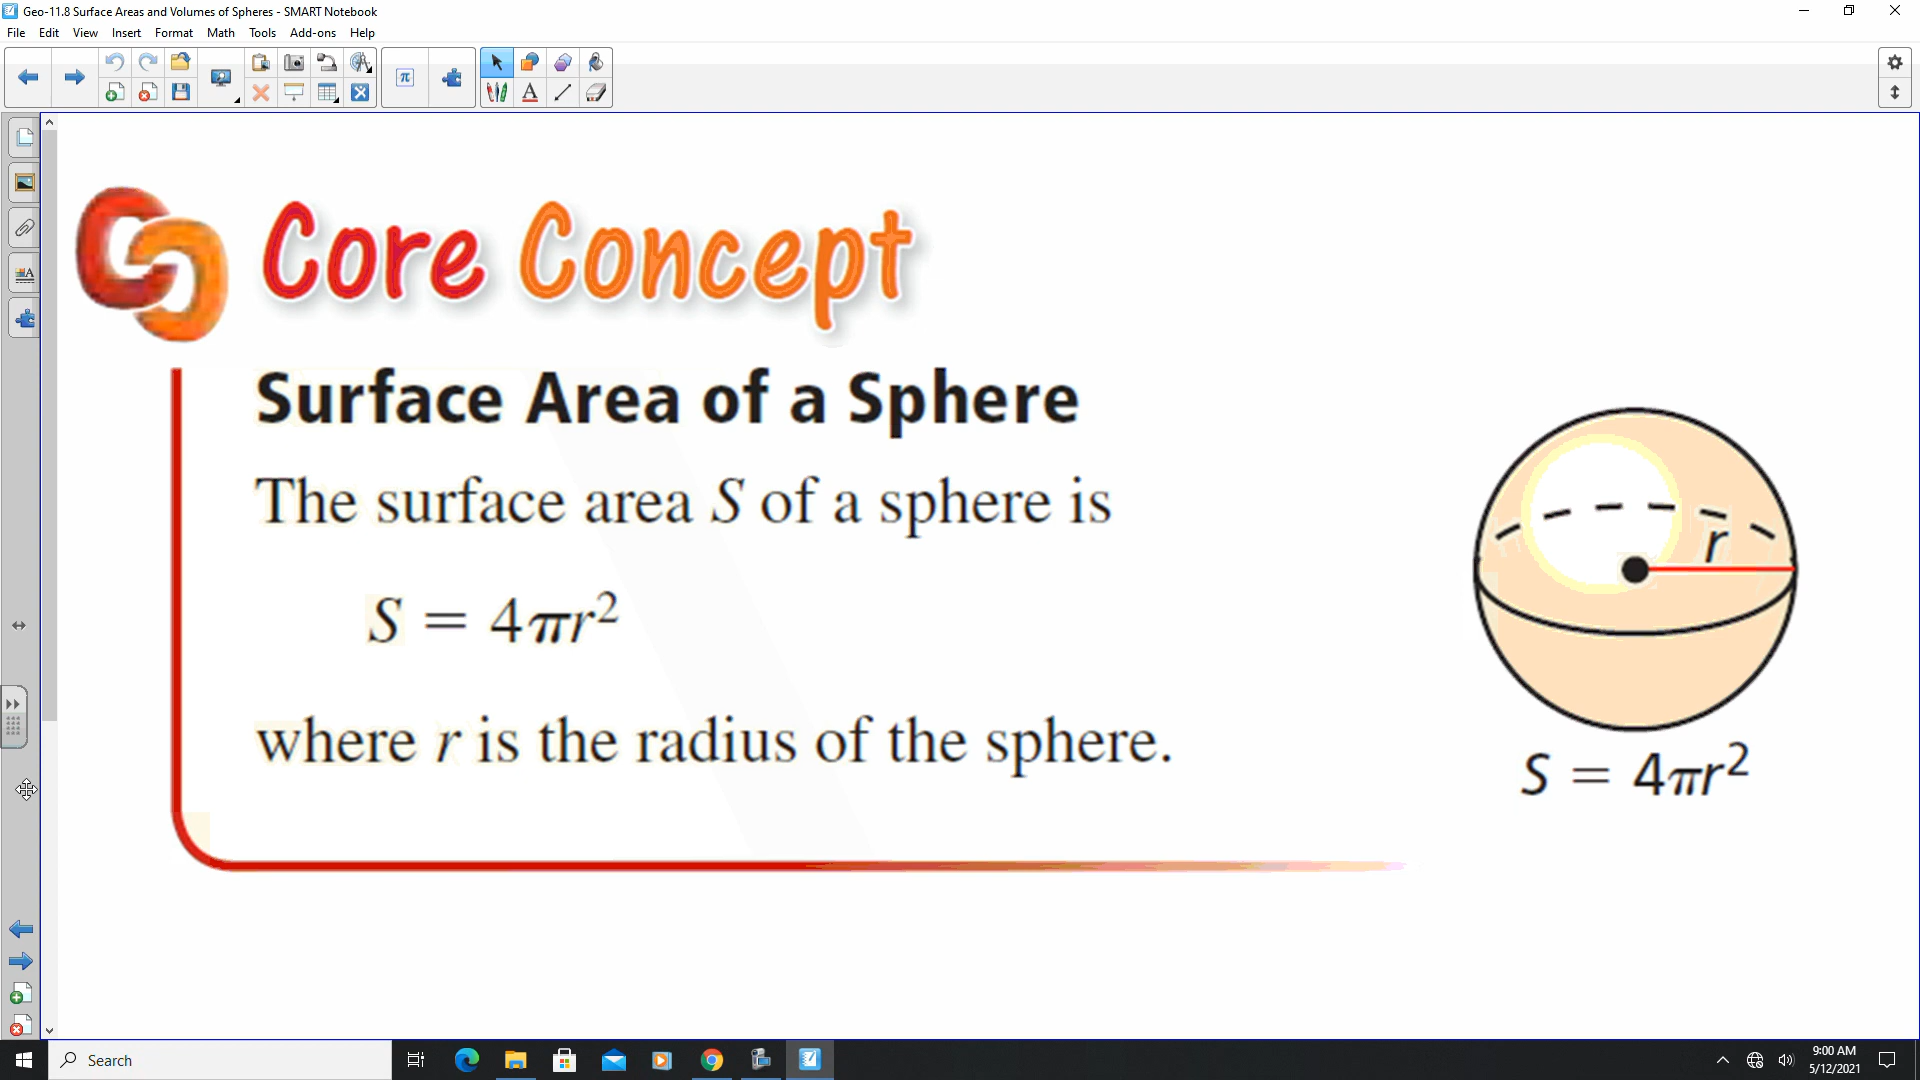 Geo-11.8 Surface Areas and Volumes of Spheres - SMART Notebook
File Edit View Insert Format Math Tools Add-ons Help
π
A
A
Core Concept
Surface Area of a Sphere
The surface area S of a sphere is
S = 4πr²
where r is the radius of the sphere.
r
S = 4πr²
Search
9:00 AM
5/12/2021